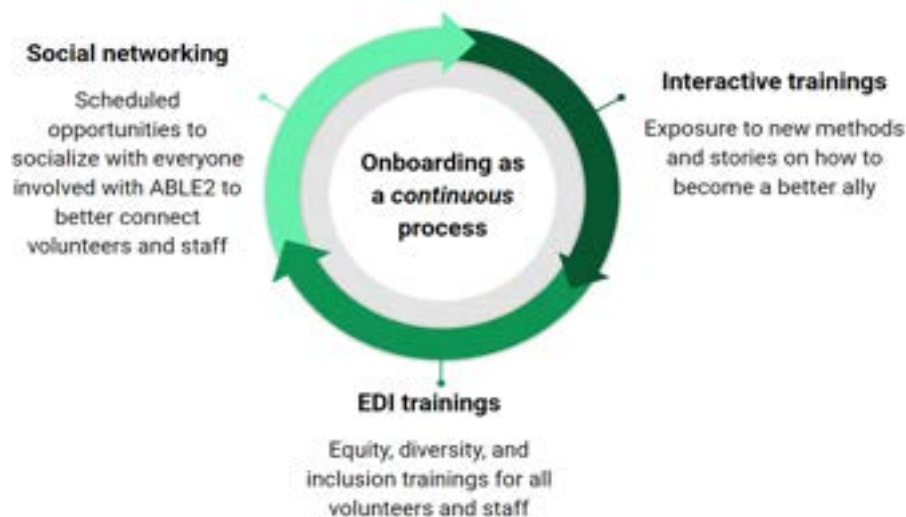 Social networking
Scheduled
opportunities to
socialize with everyone
involved with ABLE2 to
better connect
volunteers and staff
Onboarding as
a continuous
process
Interactive trainings
Exposure to new methods
and stories on how to
become a better ally
EDI trainings
Equity, diversity, and
inclusion trainings for all
volunteers and staff